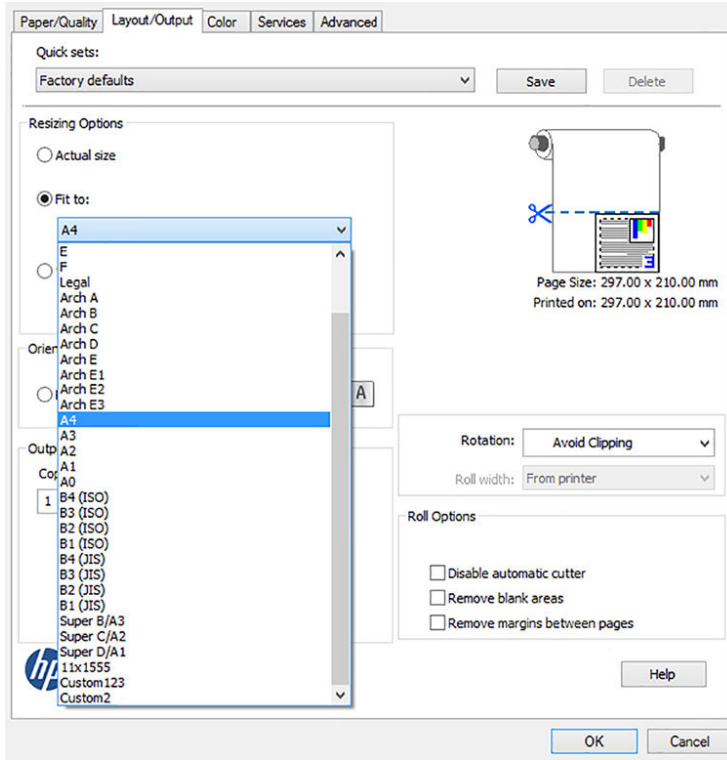 Paper/Quality Layout/Output Color Services Advanced
Quick sets:
Factory defaults Save Delete
Resizing Options
Actual size
Fit to:
A4
E
F
Legal
Arch A
Arch B
Arch C
Arch D
Arch E
Arch E1
Arch E2
Arch E3
A4
A3
A2
A1
A0
B4 (ISO)
B3 (ISO)
B2 (ISO)
B1 (ISO)
B4 (JIS)
B3 (JIS)
B2 (JIS)
B1 (JIS)
Super B/A3
Super C/A2
Super D/A1
11x1555
Custom123
Custom2
Orien
A
Outp
Cop
1
hp
E
Page Size: 297.00 x 210.00 mm
Printed on: 297.00 x 210.00 mm
Rotation: Avoid Clipping
Roll width: From printer
Roll Options
Disable automatic cutter
Remove blank areas
Remove margins between pages
Help
OK Cancel